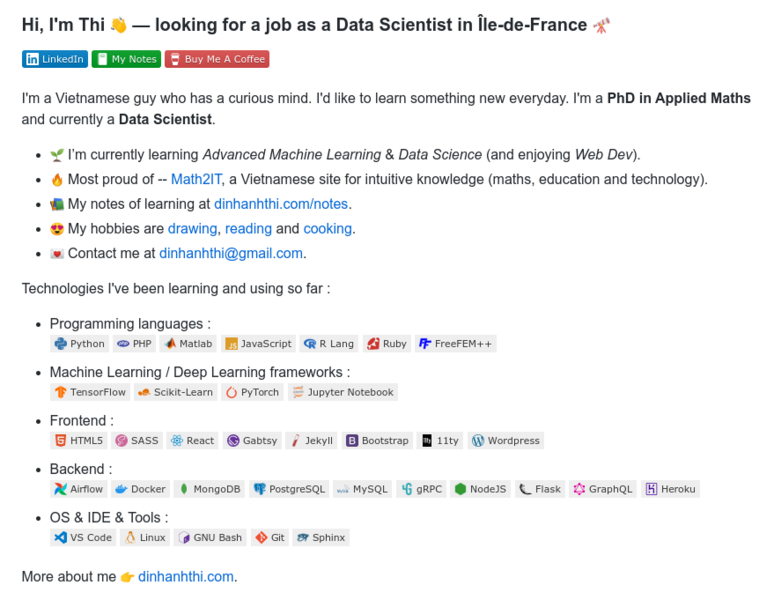 Hi, I'm Thi 👋 — looking for a job as a Data Scientist in Île-de-France 🔭
LinkedIn My Notes Buy Me A Coffee
I'm a Vietnamese guy who has a curious mind. I'd like to learn something new everyday. I'm a PhD in Applied Maths
and currently a Data Scientist.
• 🌱 I'm currently learning Advanced Machine Learning & Data Science (and enjoying Web Dev).
• 🔥 Most proud of -- Math2IT, a Vietnamese site for intuitive knowledge (maths, education and technology).
• 📚 My notes of learning at dinhanhthi.com/notes.
• 😍 My hobbies are drawing, reading and cooking.
• 💌 Contact me at dinhanhthi@gmail.com.
Technologies I've been learning and using so far :
• Programming languages :
Python PHP Matlab JavaScript R Lang Ruby FreeFEM++
• Machine Learning / Deep Learning frameworks :
TensorFlow Scikit-Learn PyTorch Jupyter Notebook
• Frontend :
HTML5 SASS React Gabtsy Jekyll Bootstrap 11ty Wordpress
• Backend :
Airflow Docker MongoDB PostgreSQL MySQL gRPC NodeJS Flask GraphQL Heroku
• OS & IDE & Tools :
VS Code Linux GNU Bash Git Sphinx
More about me 👉 dinhanhthi.com.